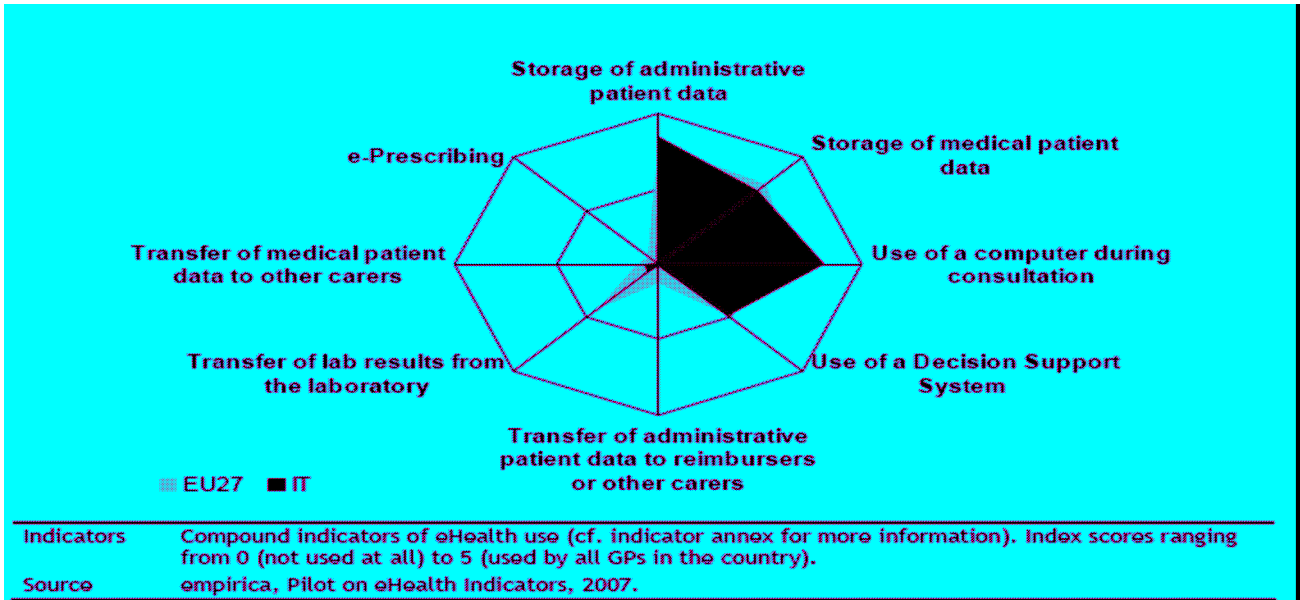 Storage of administrative
patient data
Storage of medical patient
data
e-Prescribing
Transfer of medical patient
data to other carers
Use of a computer during
consultation
Transfer of lab results from
the laboratory
Use of a Decision Support
System
Transfer of administrative
patient data to reimbursers
or other carers
EU27 IT
Indicators Compound indicators of eHealth use (cf. indicator annex for more information). Index scores ranging
from 0 (not used at all) to 5 (used by all GPs in the country).
Source empirica, Pilot on eHealth Indicators, 2007.